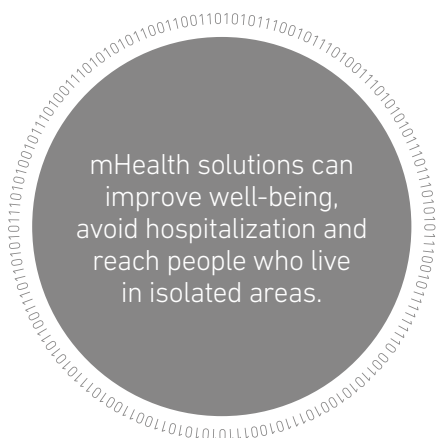 mHealth solutions can
improve well-being,
avoid hospitalization and
reach people who live
in isolated areas.